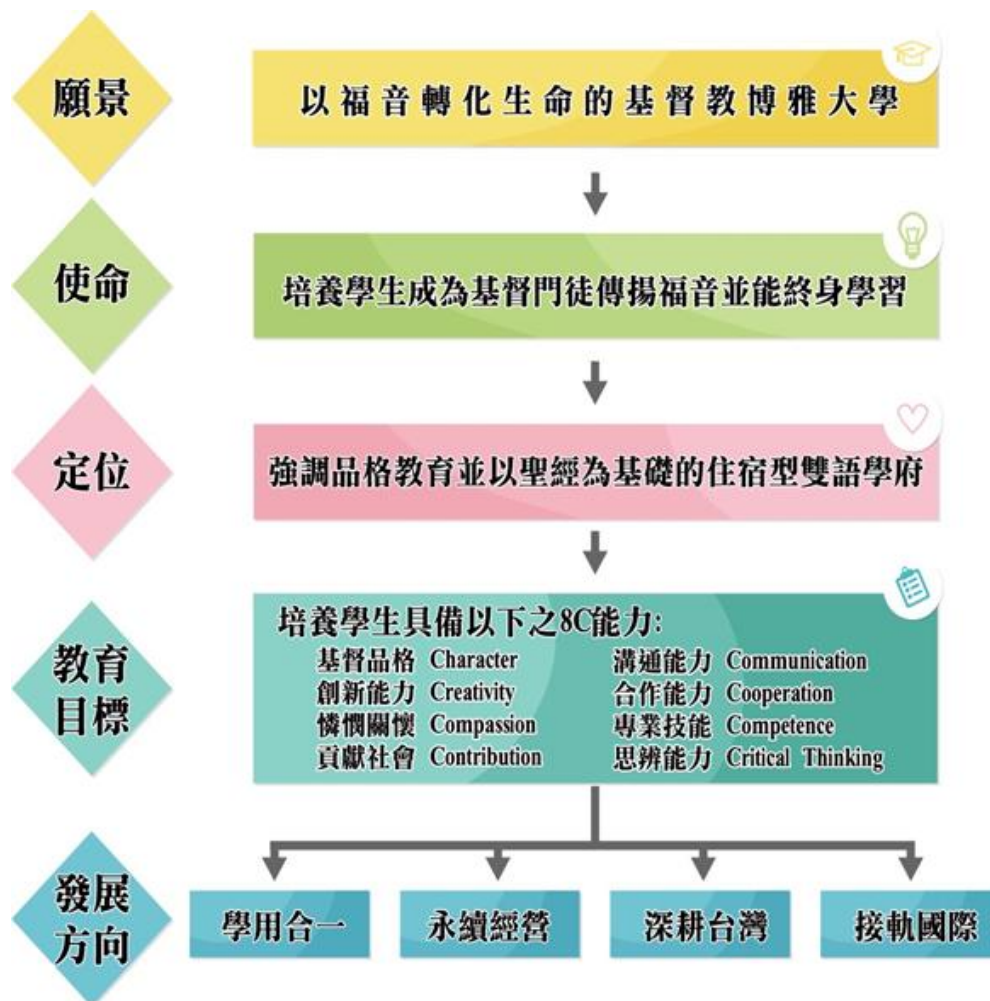 願景
以福音轉化生命的基督教博雅大學
使命
培養學生成為基督門徒傳揚福音並能終身學習
定位
強調品格教育並以聖經為基礎的住宿型雙語學府
教育
目標
培養學生具備以下之8C能力:
基督品格 Character
溝通能力 Communication
創新能力 Creativity
合作能力 Cooperation
憐憫關懷 Compassion
專業技能 Competence
貢獻社會 Contribution
思辨能力 Critical Thinking
發展
方向
學用合一
永續經營
深耕台灣
接軌國際